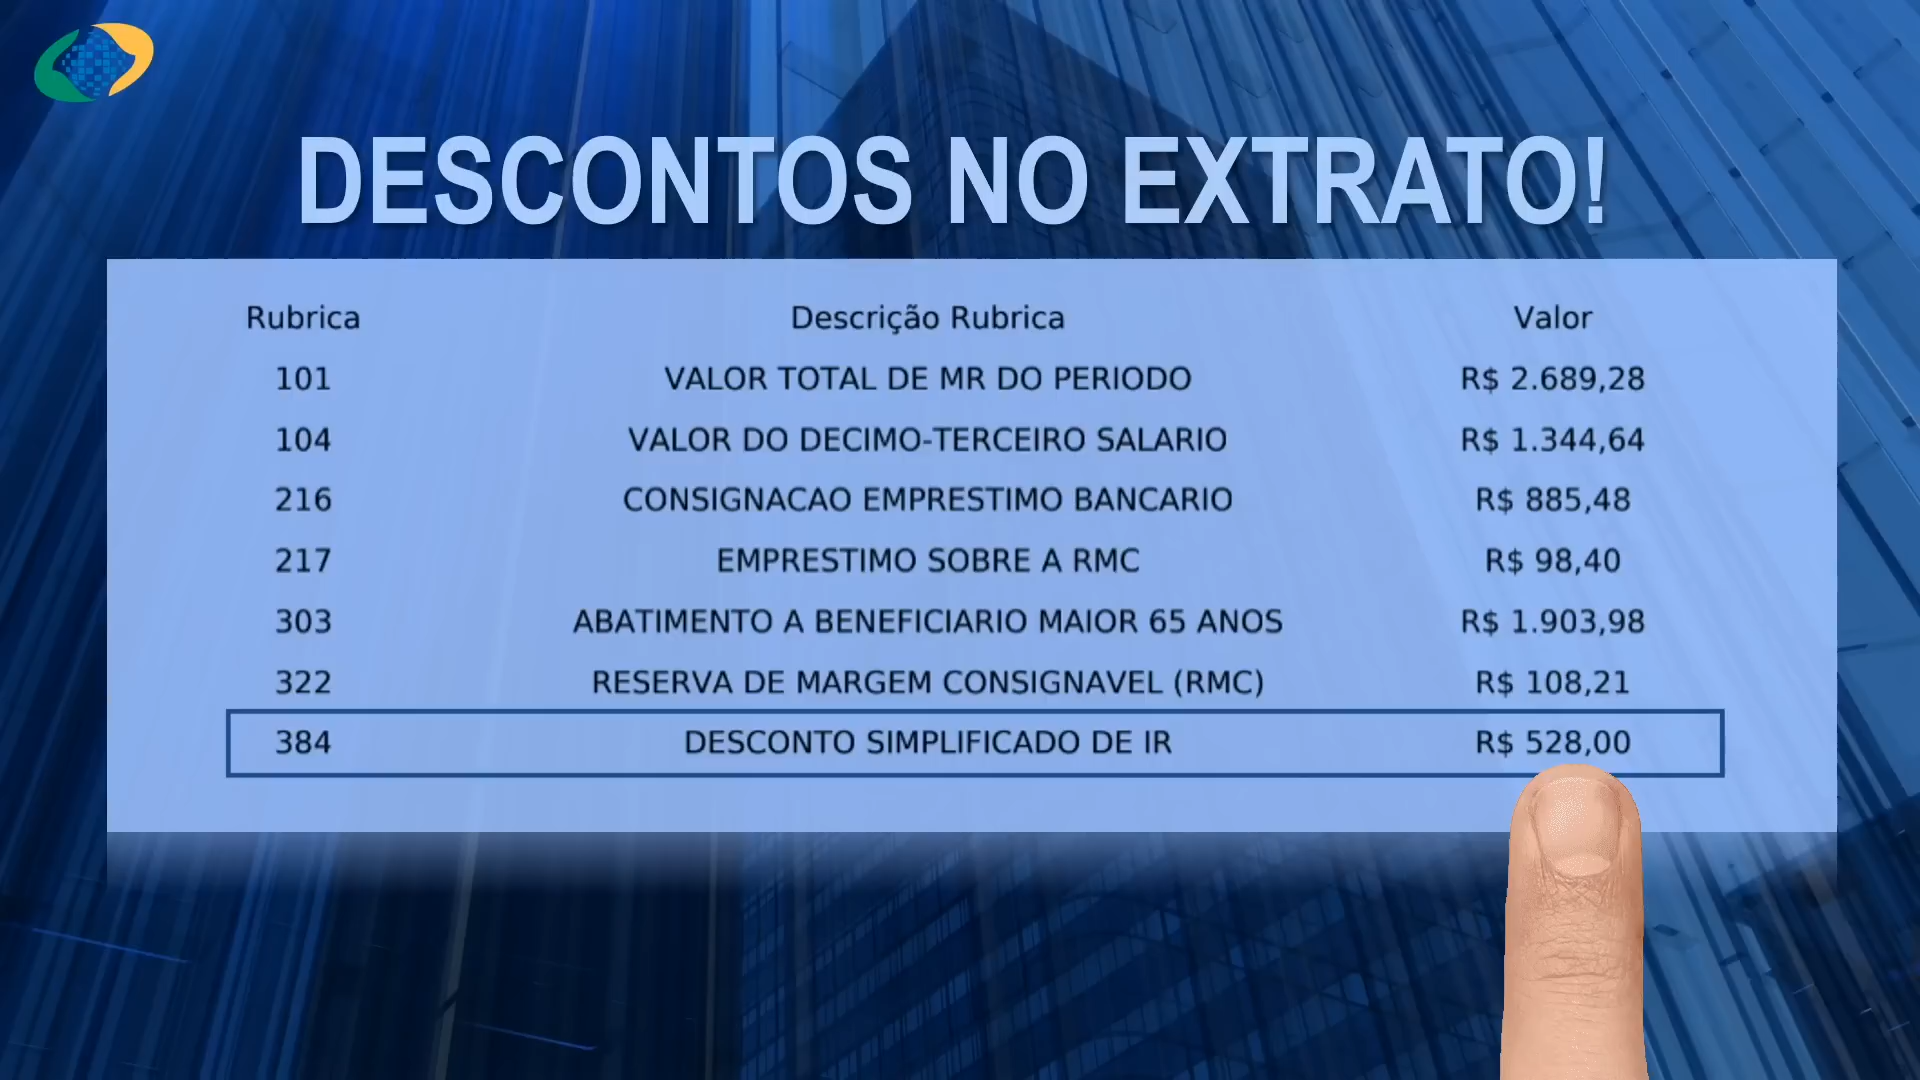 DESCONTOS NO EXTRATO!
Rubrica Descrição Rubrica Valor
101 VALOR TOTAL DE MR DO PERIODO R$ 2.689,28
104 VALOR DO DECIMO-TERCEIRO SALARIO R$ 1.344,64
216 CONSIGNACAO EMPRESTIMO BANCARIO R$ 885,48
217 EMPRESTIMO SOBRE A RMC R$ 98,40
303 ABATIMENTO A BENEFICIARIO MAIOR 65 ANOS R$ 1.903,98
322 RESERVA DE MARGEM CONSIGNAVEL (RMC) R$ 108,21
384 DESCONTO SIMPLIFICADO DE IR R$ 528,00